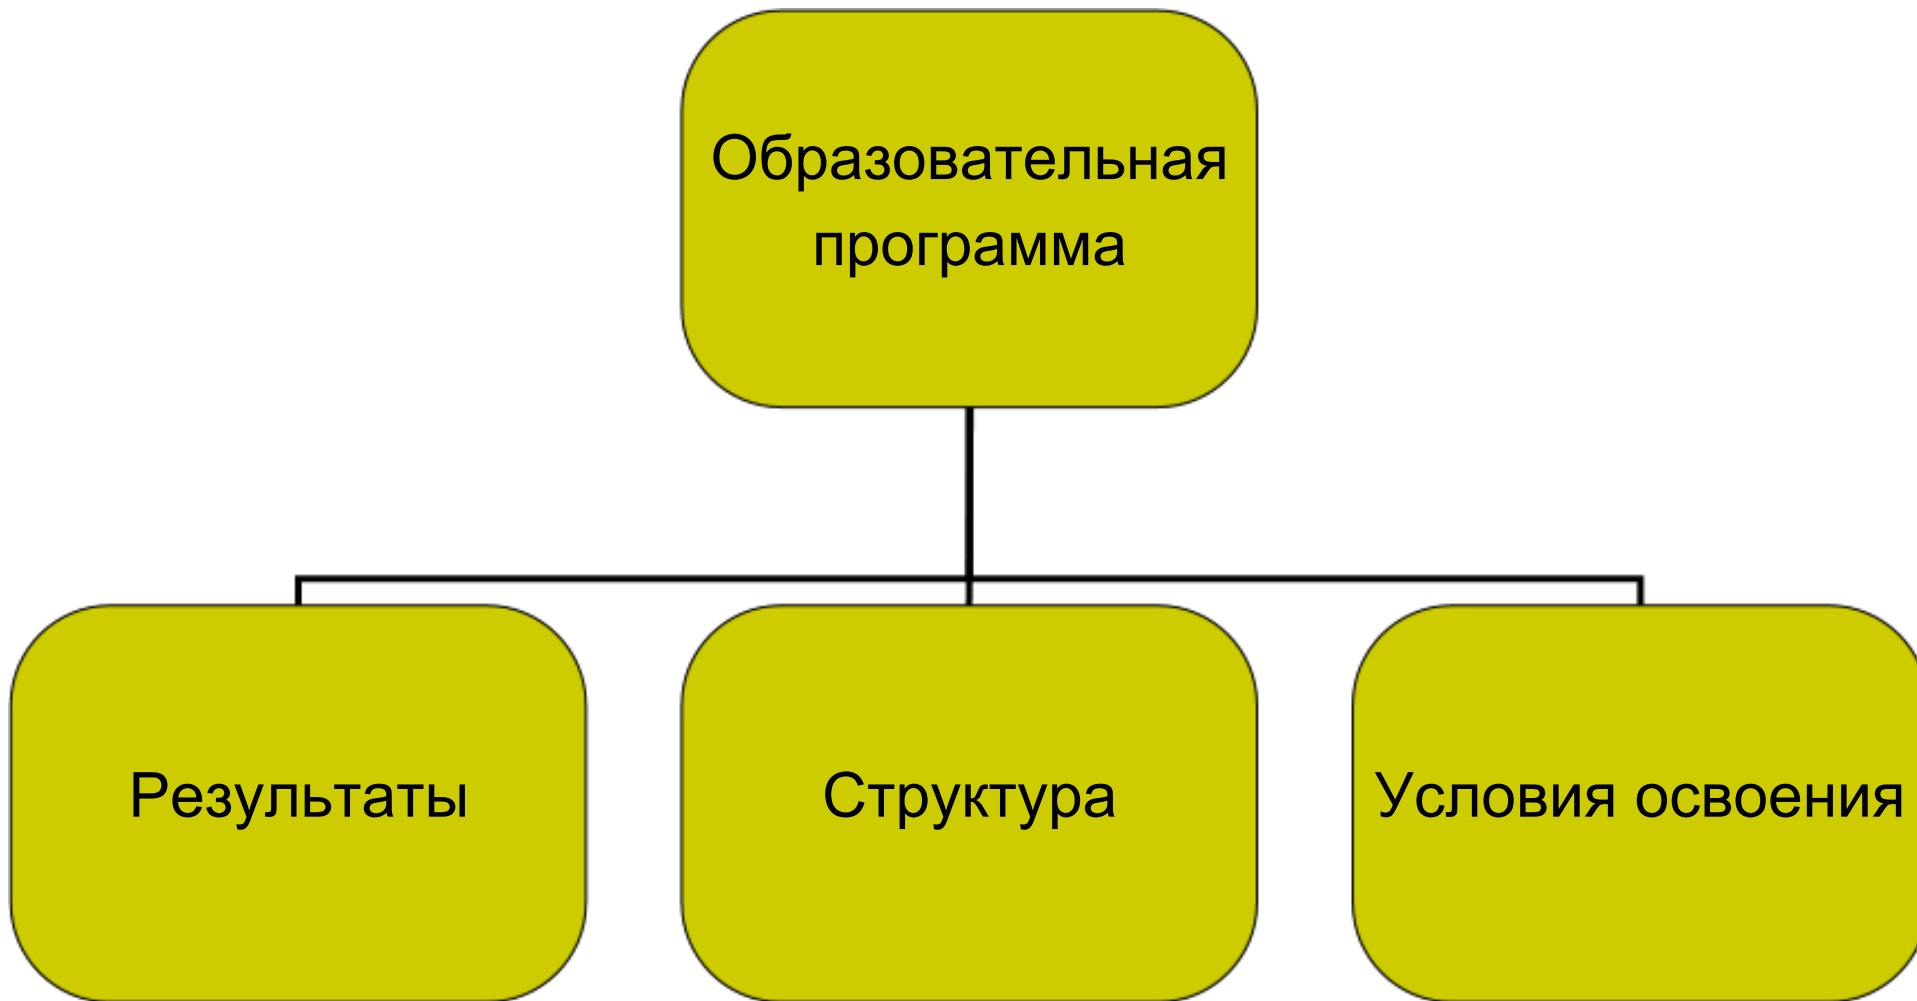 Образовательная
программа
Результаты
Структура
Условия освоения